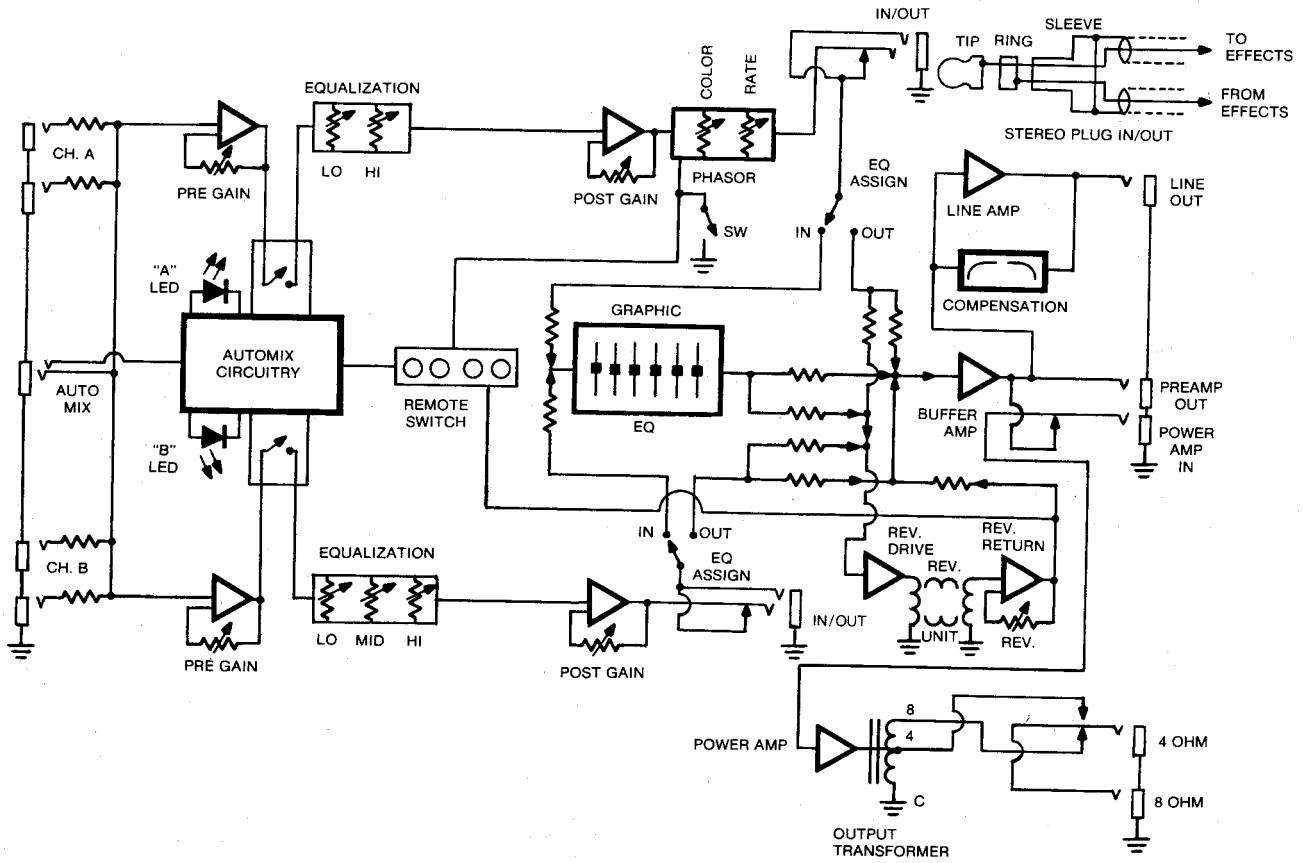 IN/OUT
SLEEVE
TIP
RING
TO
EFFECTS
FROM
EFFECTS
STEREO PLUG IN/OUT
COLOR
RATE
EQUALIZATION
LO
HI
CH. A
PRE GAIN
POST GAIN
PHASOR
SW
EQ
ASSIGN
IN
OUT
LINE AMP
LINE
OUT
COMPENSATION
"A"
LED
AUTOMIX
CIRCUITRY
AUTO
MIX
"B"
LED
REMOTE
SWITCH
GRAPHIC
EQ
BUFFER
AMP
PREAMP
OUT
POWER
AMP
IN
IN
OUT
EQ
ASSIGN
REV.
DRIVE
REV.
UNIT
REV.
RETURN
REV.
CH. B
PRE GAIN
EQUALIZATION
LO
MID
HI
POST GAIN
IN/OUT
POWER AMP
8
4
C
OUTPUT
TRANSFORMER
4 OHM
8 OHM